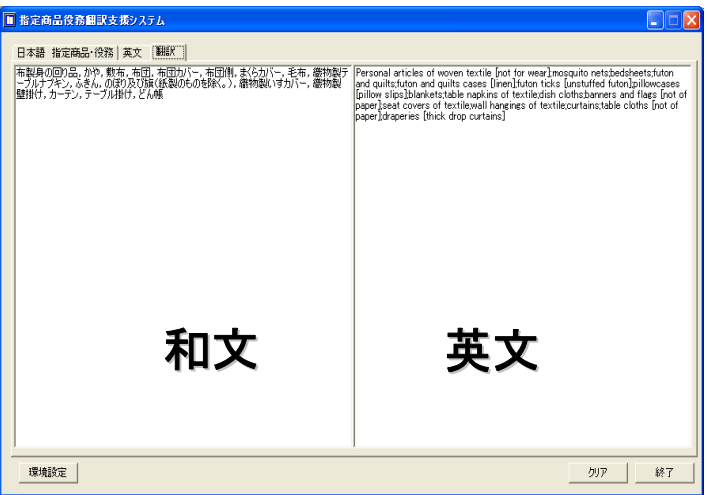 指定商品役務翻訳支援システム
日本語 指定商品・役務 英文 翻訳
布製身の回り品，かや，敷布，布団，布団カバー，布団側，まくらカバー，毛布，織物製テ
ーブルナプキン，ふきん，のぼり及び旗（紙製のものを除く。），織物製いすカバー，織物製
壁掛け，カーテン，テーブル掛け，どん帳
Personal articles of woven textile [not for wear];mosquito nets;bedsheets;futon
and quilts;futon and quilts cases [linen];futon ticks [unstuffed futon];pillowcases
[pillow slips];blankets;table napkins of textile;dish cloths;banners and flags [not of
paper];seat covers of textile;wall hangings of textile;curtains;table cloths [not of
paper];draperies [thick drop curtains]
和文
英文
環境設定
クリア
終了